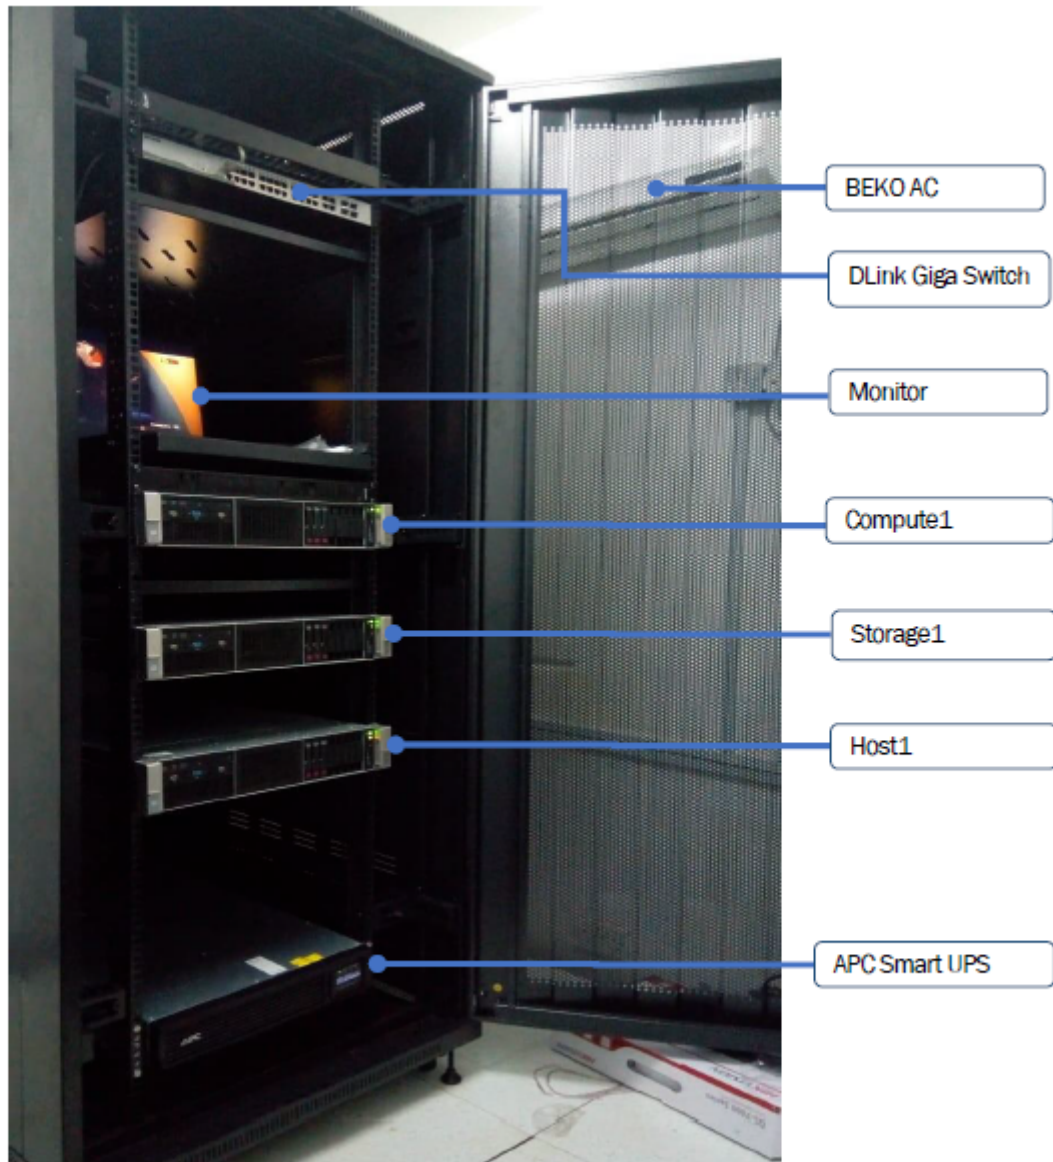 BEKO AC
DLink Giga Switch
Monitor
Compute1
Storage1
Host1
APC Smart UPS
APC